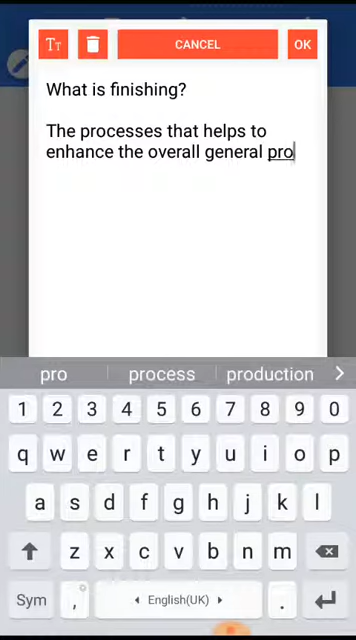 TT
CANCEL
OK
What is finishing?
The processes that helps to
enhance the overall general pro
pro
process
production
1 2 3 4 5 6 7 8 9 0
q w e r t y u i o p
a s d f g h j k l
z x c v b n m
Sym , English(UK) .